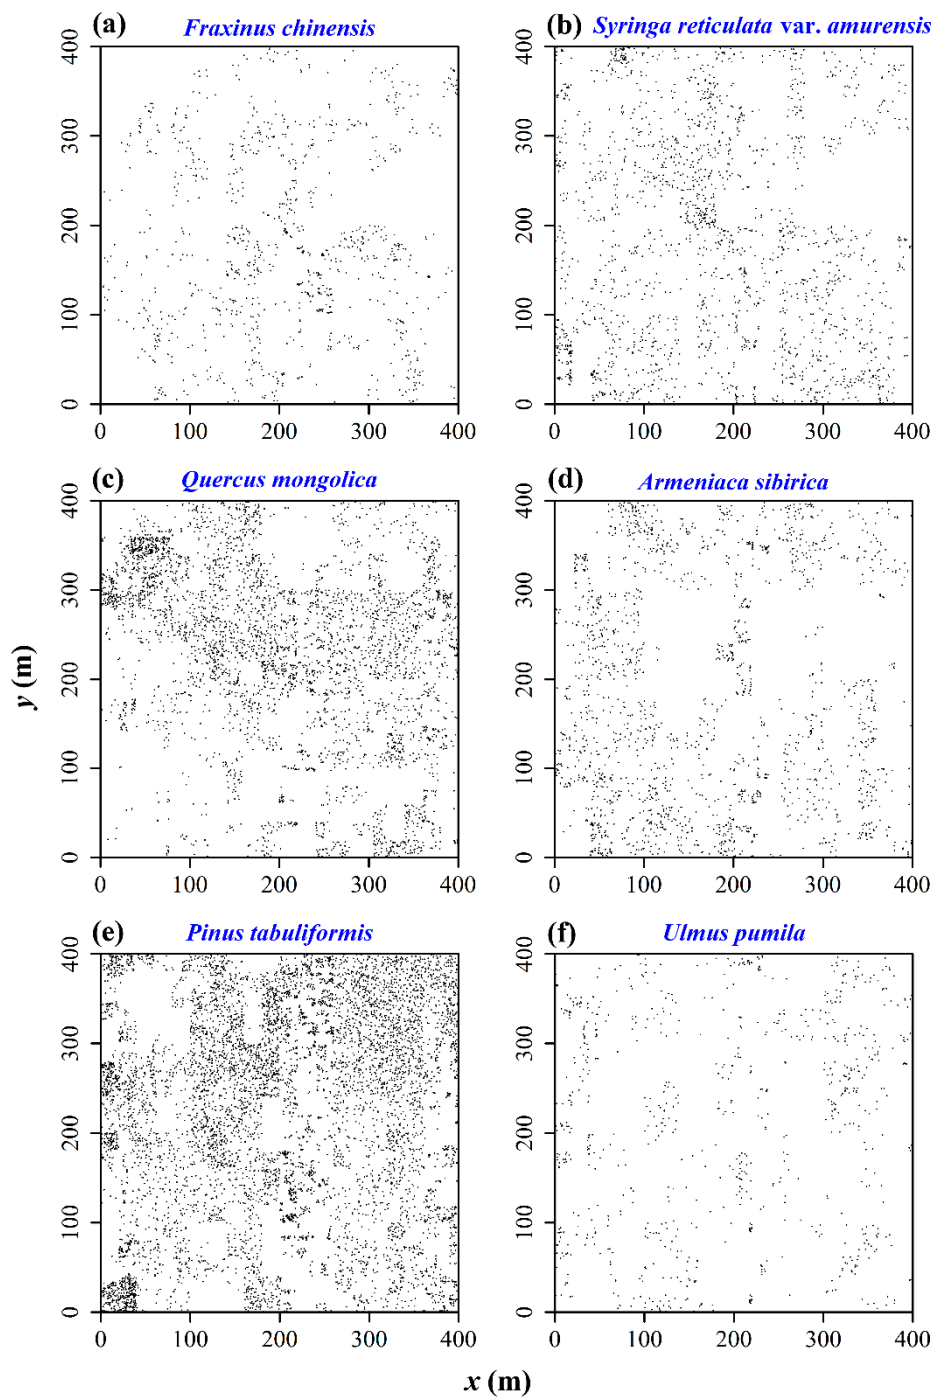 (a) Fraxinus chinensis
400
300
200
100
0
0 100 200 300 400
(b) Syringa reticulata var. amurensis
400
300
200
100
0
0 100 200 300 400
(c) Quercus mongolica
400
300
200
100
0
0 100 200 300 400
(d) Armeniaca sibirica
400
300
200
100
0
0 100 200 300 400
y (m)
(e) Pinus tabuliformis
400
300
200
100
0
0 100 200 300 400
(f) Ulmus pumila
400
300
200
100
0
0 100 200 300 400
x (m)